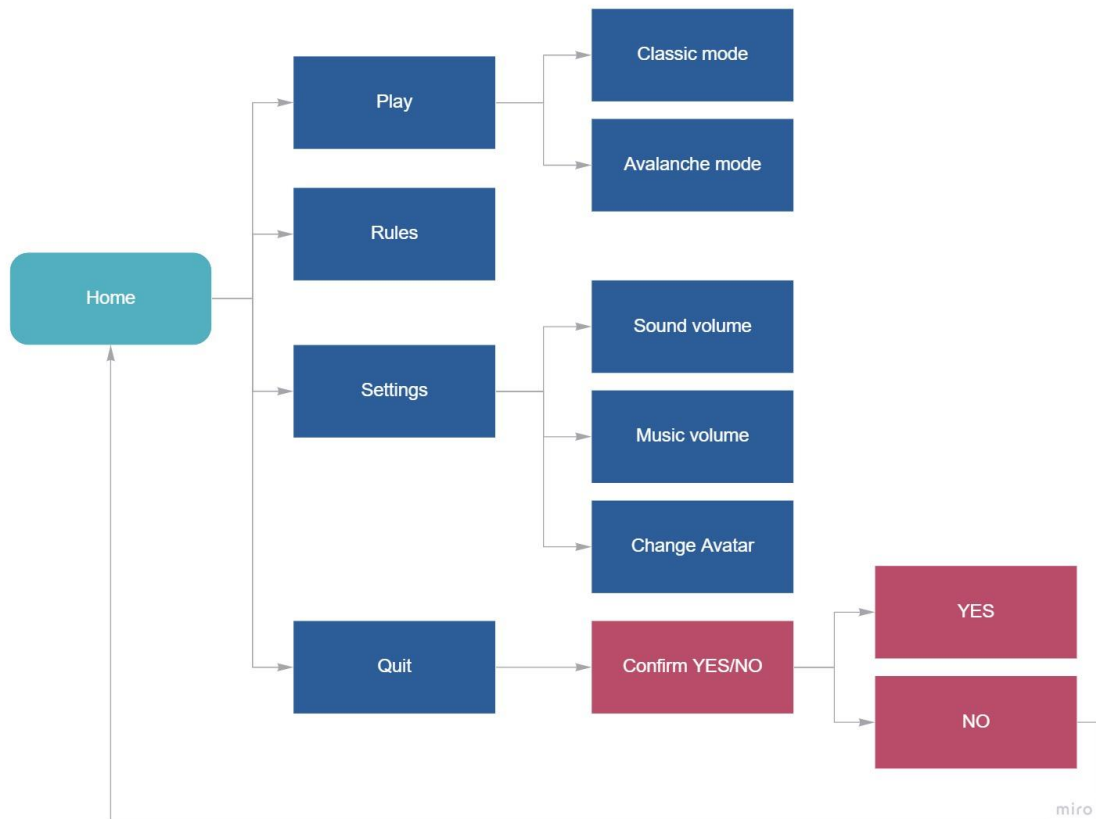 Classic mode
Play
Avalanche mode
Rules
Home
Sound volume
Settings
Music volume
Change Avatar
YES
Quit
Confirm YES/NO
NO
miro